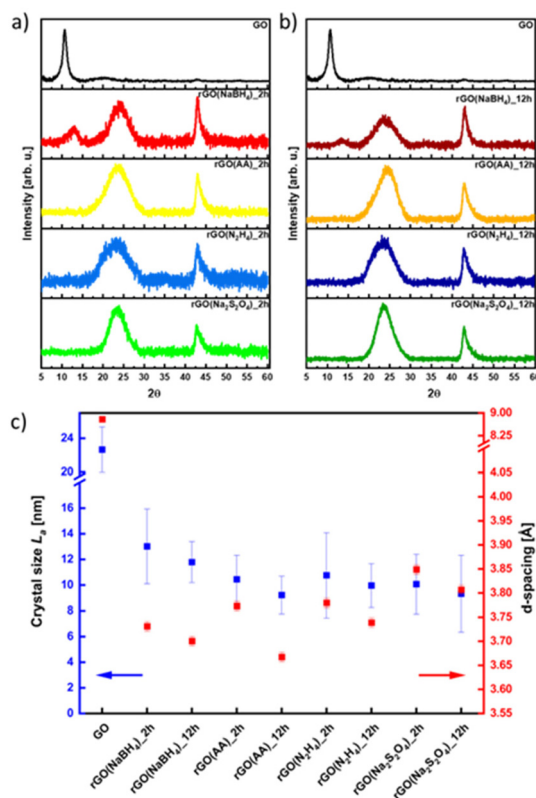 a)
GO
rGO(NaBH₄)_2h
rGO(AA)_2h
rGO(N₂H₄)_2h
rGO(Na₂S₂O₄)_2h
Intensity [arb. u.]
5 10 15 20 25 30 35 40 45 50 55 60
2θ
b)
GO
rGO(NaBH₄)_12h
rGO(AA)_12h
rGO(N₂H₄)_12h
rGO(Na₂S₂O₄)_12h
Intensity [arb. u.]
5 10 15 20 25 30 35 40 45 50 55 60
2θ
c)
Crystal size Lₐ [nm]
24
20
16
14
12
10
8
6
4
2
0
9.00
8.25
4.05
4.00
3.95
3.90
3.85
3.80
3.75
3.70
3.65
3.60
3.55
d-spacing [Å]
GO
rGO(NaBH₄)_2h
rGO(NaBH₄)_12h
rGO(AA)_2h
rGO(AA)_12h
rGO(N₂H₄)_2h
rGO(N₂H₄)_12h
rGO(Na₂S₂O₄)_2h
rGO(Na₂S₂O₄)_12h